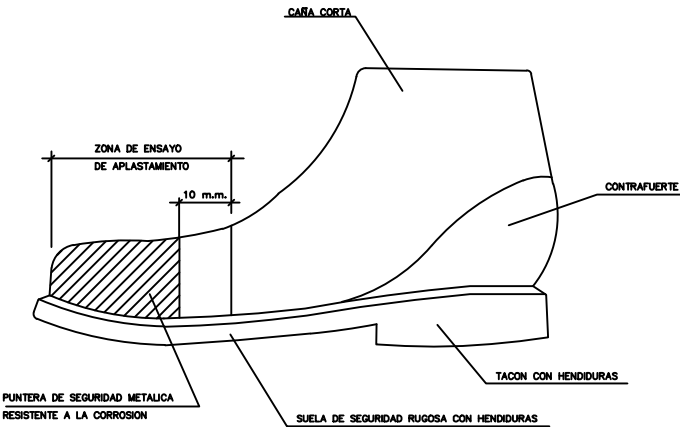 CAÑA CORTA
ZONA DE ENSAYO
DE APLASTAMIENTO
10 m.m.
CONTRAFUERTE
TACON CON HENDIDURAS
PUNTERA DE SEGURIDAD METALICA
RESISTENTE A LA CORROSION
SUELA DE SEGURIDAD RUGOSA CON HENDIDURAS